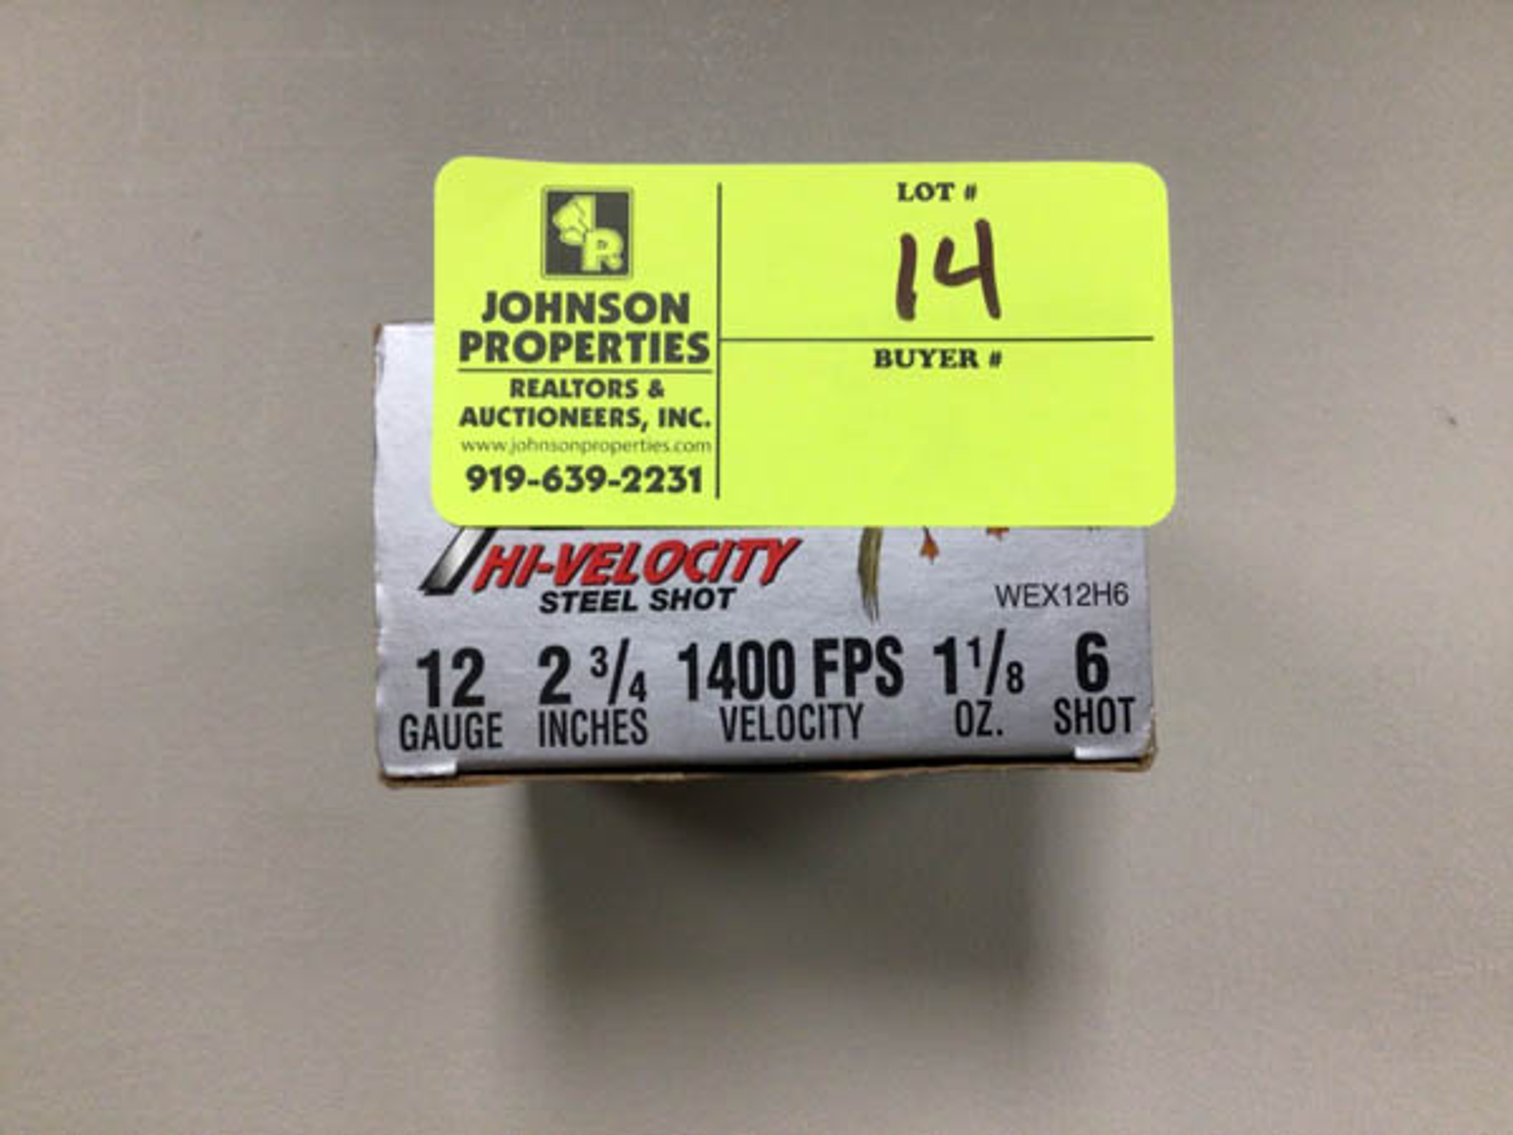 JOHNSON
PROPERTIES
REALTORS &
AUCTIONEERS, INC.
www.johnsonproperties.com
919-639-2231
LOT #
14
BUYER #
HI-VELOCITY
STEEL SHOT
WEX12H6
12 2 3/4 1400 FPS 1 1/8 6
GAUGE INCHES VELOCITY OZ. SHOT